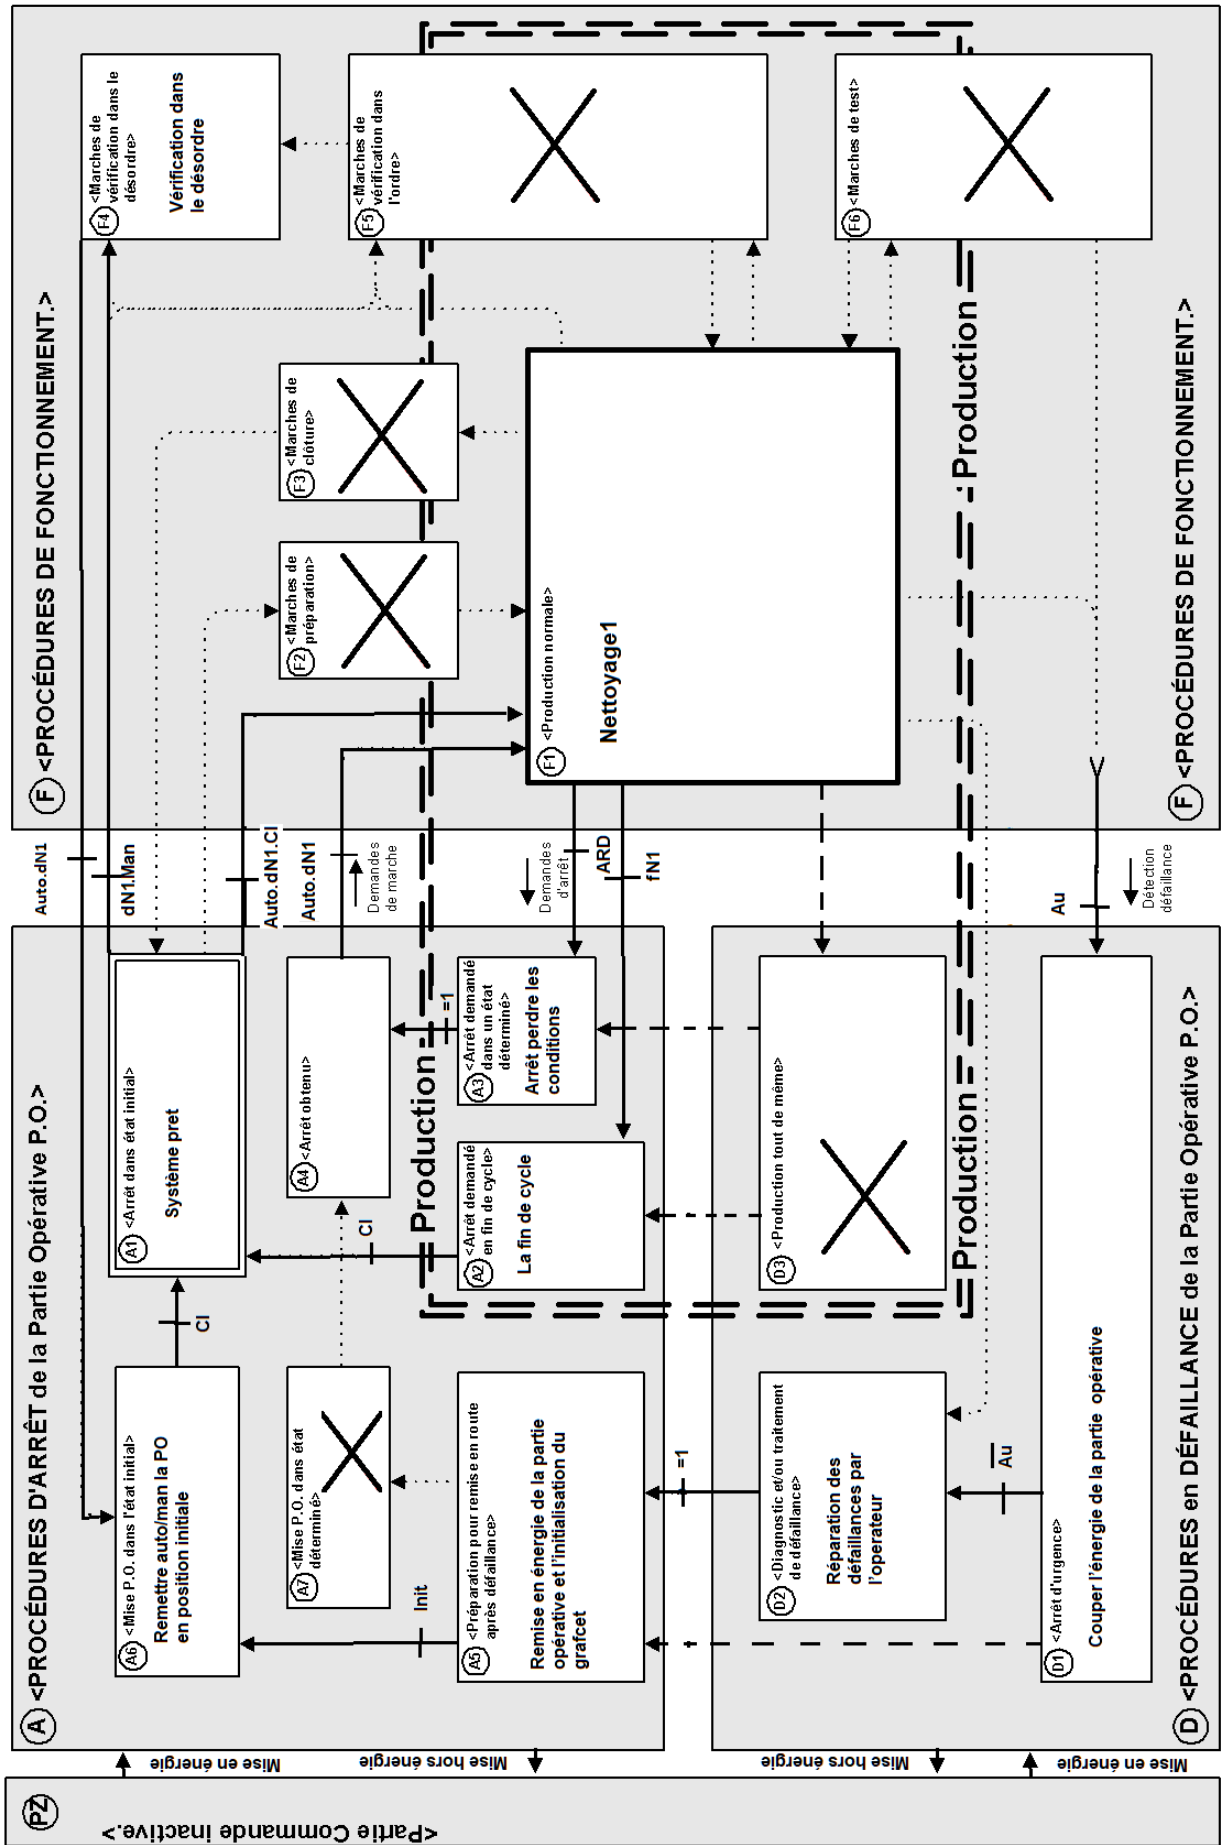 PZ
<Partie Commande inactive.>
Mise en énergie
Mise hors énergie
Mise hors énergie
Mise en énergie
A <PROCÉDURES D'ARRÊT de la Partie Opérative P.O.>
A6 <Mise P.O. dans l'état initial>
Remettre auto/man la PO
en position initiale
CI
A1 <Arrêt dans état initial>
Système pret
A7 <Mise P.O. dans état
déterminé>
A4 <Arrêt obtenu>
Init
CI
=1
A5 <Préparation pour remise en route
après défaillance>
Remise en énergie de la partie
opérative et l'initialisation du
grafcet
A2 <Arrêt demandé
en fin de cycle>
La fin de cycle
A3 <Arrêt demandé
dans un état
déterminé>
Arrêt perdre les
conditions
Production
=1
D2 <Diagnostic et/ou traitement
de défaillance>
Réparation des
défaillances par
l'operateur
D3 <Production tout de même>
Production
Au
D1 <Arrêt d'urgence>
Couper l'énergie de la partie opérative
D <PROCÉDURES en DÉFAILLANCE de la Partie Opérative P.O.>
Auto.dN1
dN1.Man
Auto.dN1.CI
Auto.dN1
Demandes
de marche
Demandes
d'arrêt
ARD
fN1
Au
Détection
défaillance
F <PROCÉDURES DE FONCTIONNEMENT.>
F2 <Marches de
préparation>
F3 <Marches de
clôture>
F4 <Marches de
vérification dans le
désordre>
Vérification dans
le désordre
F5 <Marches de
vérification dans
l'ordre>
F1 <Production normale>
Nettoyage1
F6 <Marches de test>
Production
F <PROCÉDURES DE FONCTIONNEMENT.>